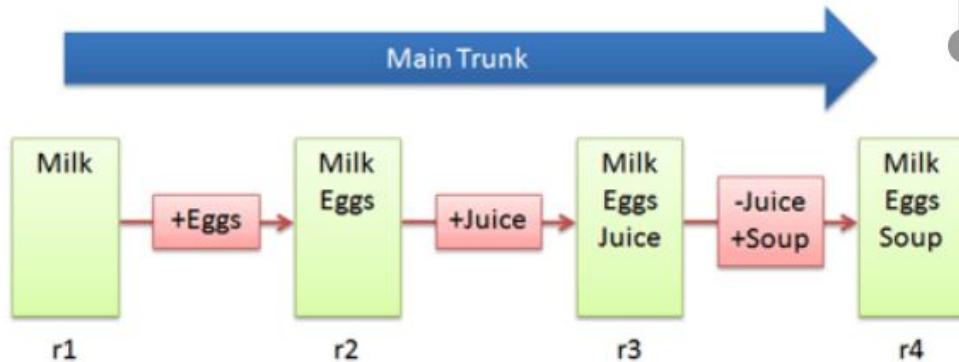 Main Trunk
Milk
+Eggs
Milk
Eggs
+Juice
Milk
Eggs
Juice
-Juice
+Soup
Milk
Eggs
Soup
r1
r2
r3
r4